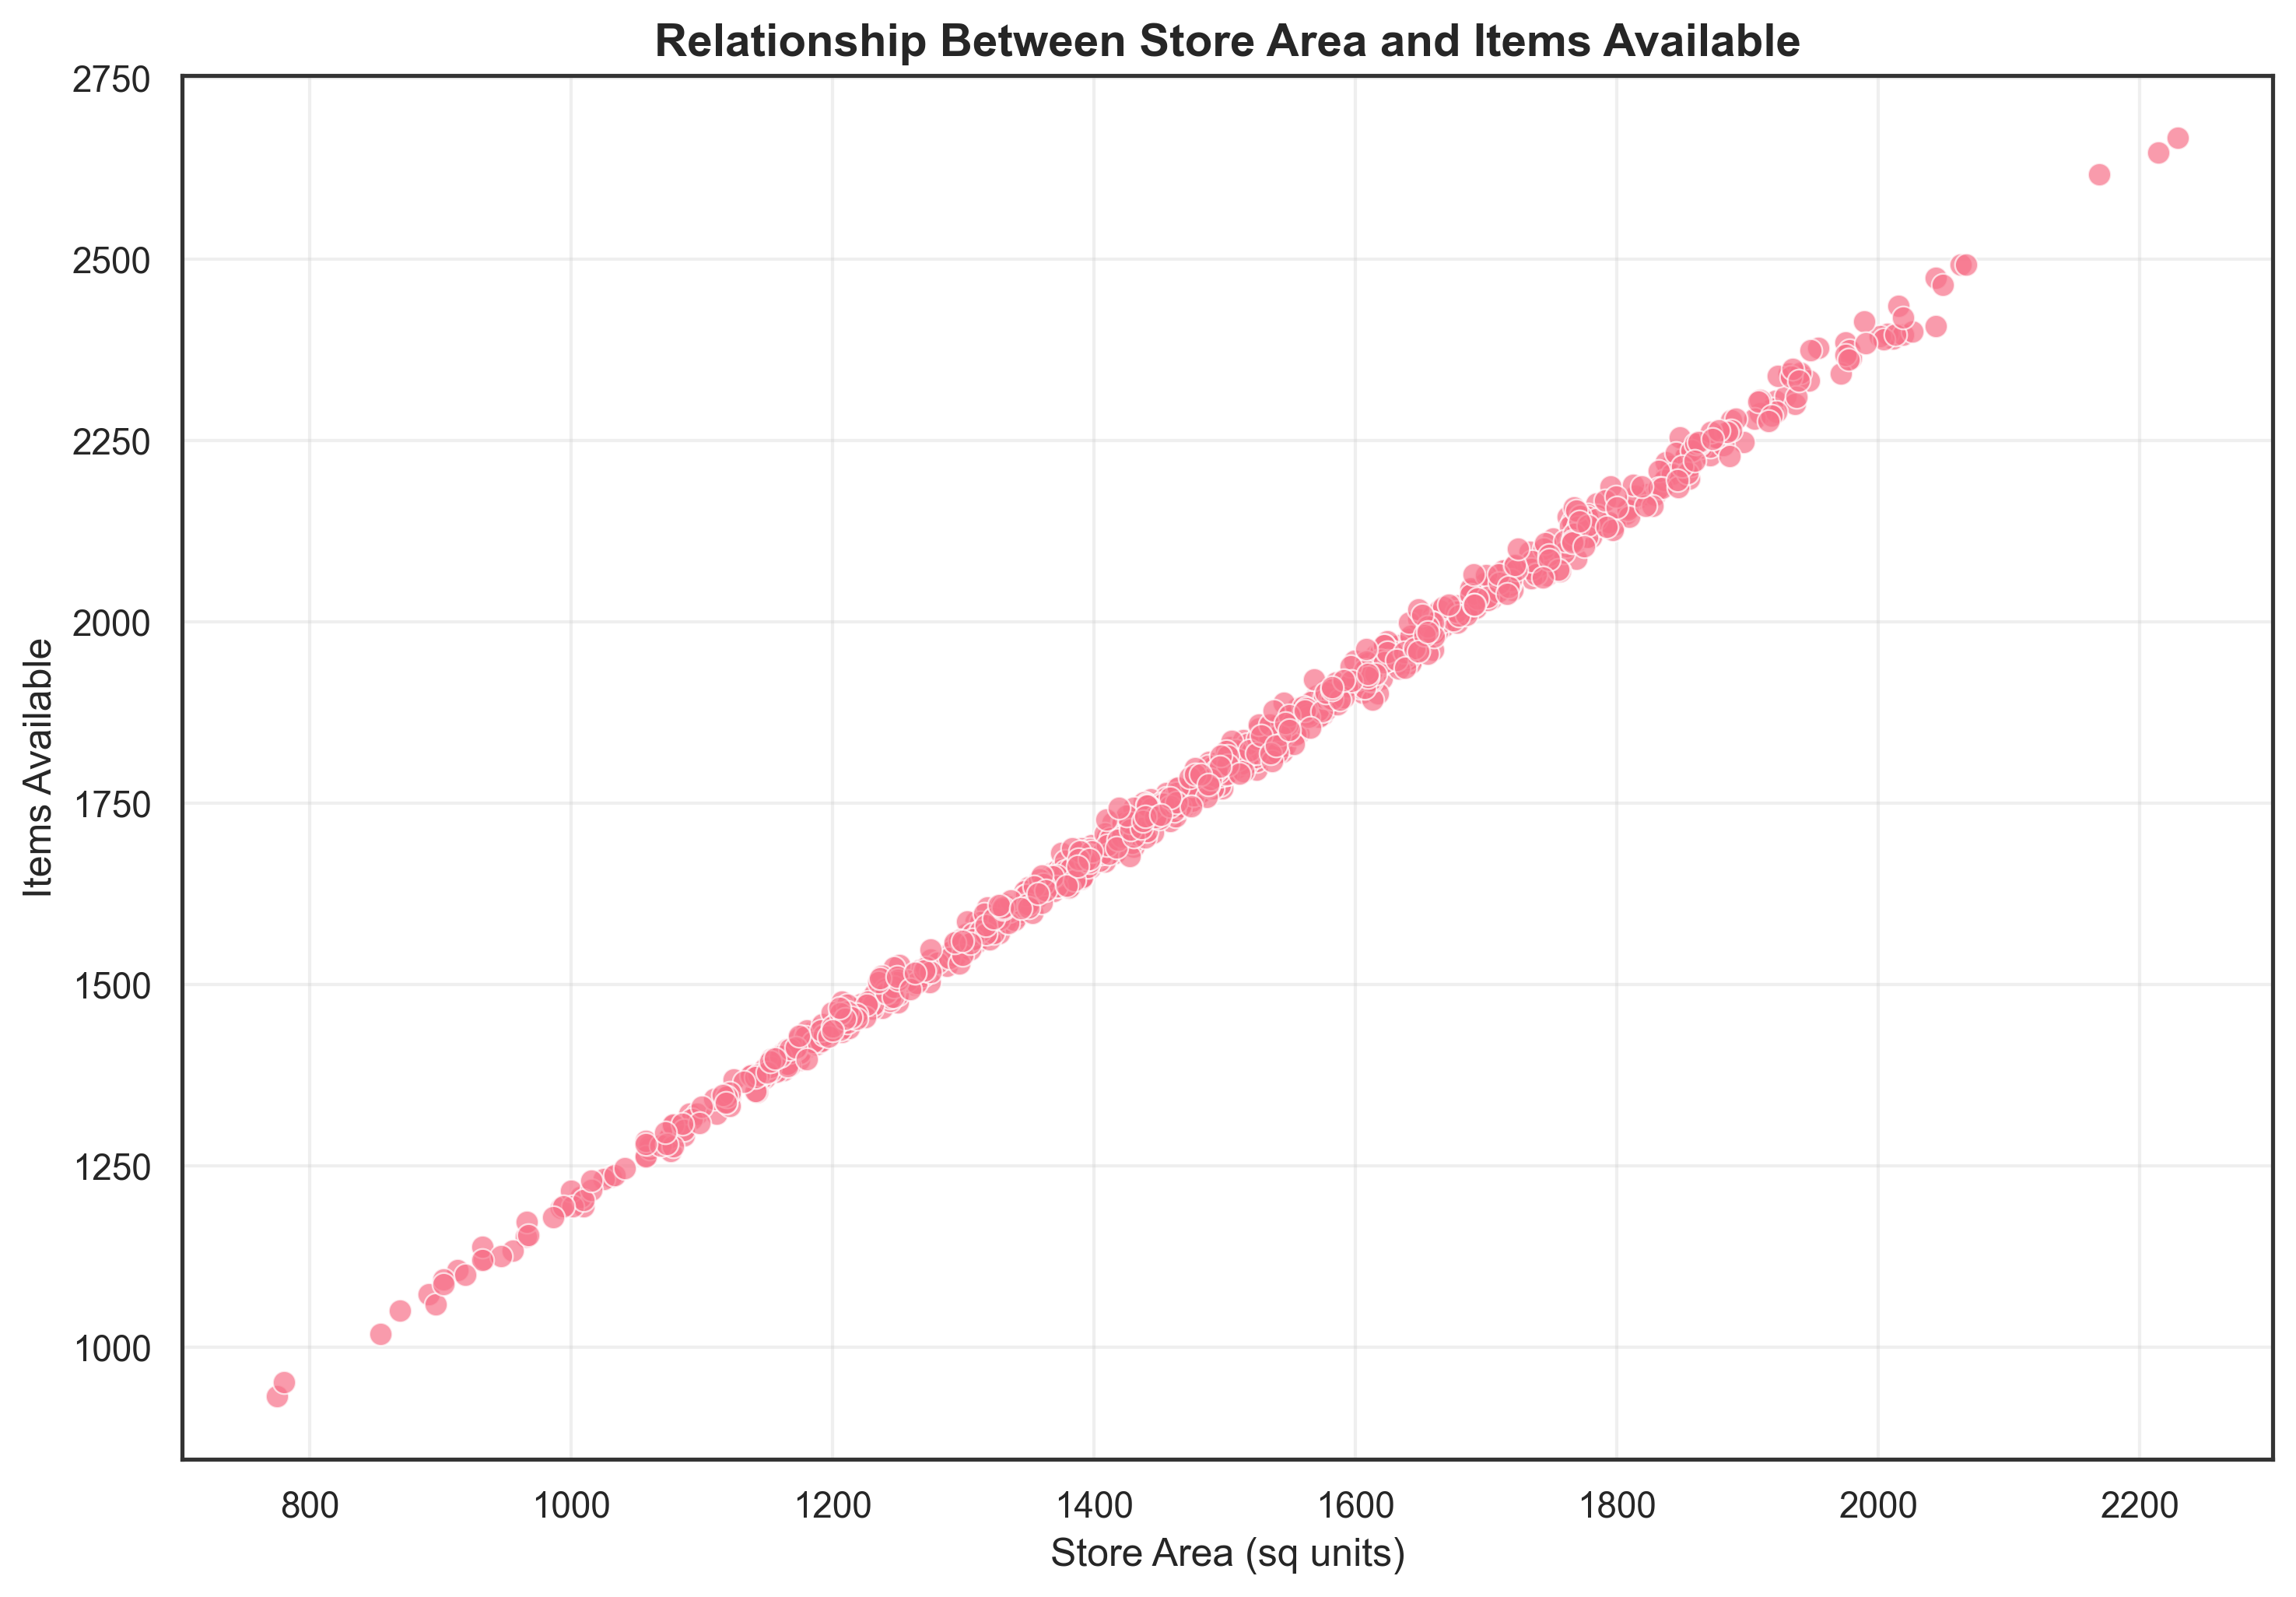 Relationship Between Store Area and Items Available
2750
2500
2250
2000
1750
1500
1250
1000
Items Available
800 1000 1200 1400 1600 1800 2000 2200
Store Area (sq units)